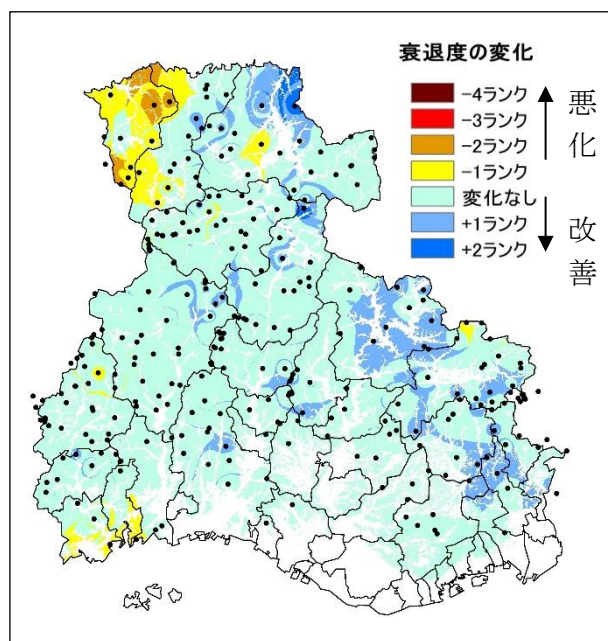 衰退度の変化
-4ランク
-3ランク
-2ランク
-1ランク
変化なし
+1ランク
+2ランク
悪化
改善